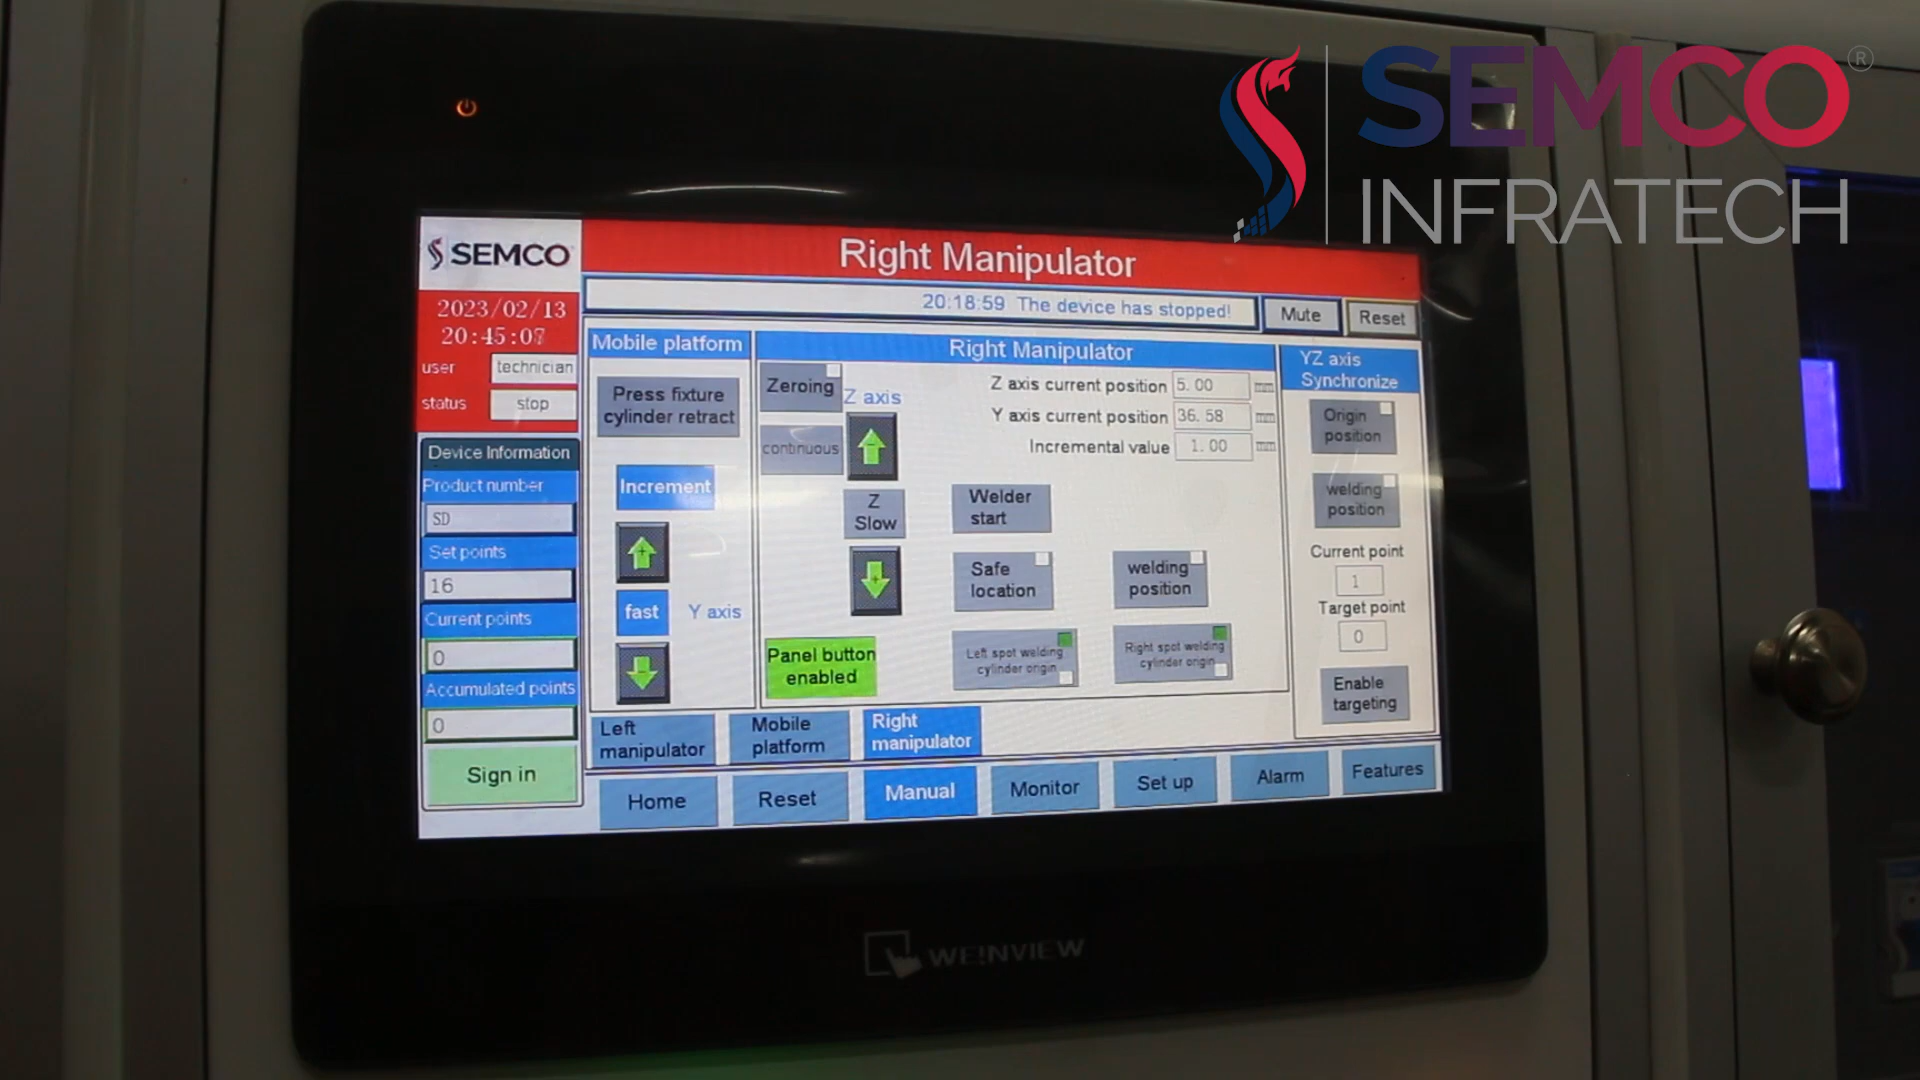 SEMCO ®
INFRATECH
SEMCO
Right Manipulator
2023/02/13
20:45:07
20:18:59 The device has stopped!
Mute
Reset
user
technician
status
stop
Device Information
Product number
SD
Set points
16
Current points
0
Accumulated points
0
Sign in
Mobile platform
Press fixture
cylinder retract
Increment
+
fast
Y axis
-
Right Manipulator
Zeroing
Z axis
continuous
-
Z
Slow
+
Z axis current position 5.00 mm
Y axis current position 36.58 mm
Incremental value 1.00 mm
Welder
start
Safe
location
welding
position
Panel button
enabled
Left spot welding
cylinder origin
Right spot welding
cylinder origin
YZ axis
Synchronize
Origin
position
welding
position
Current point
1
Target point
0
Enable
targeting
Left
manipulator
Mobile
platform
Right
manipulator
Home
Reset
Manual
Monitor
Set up
Alarm
Features
WEINVIEW